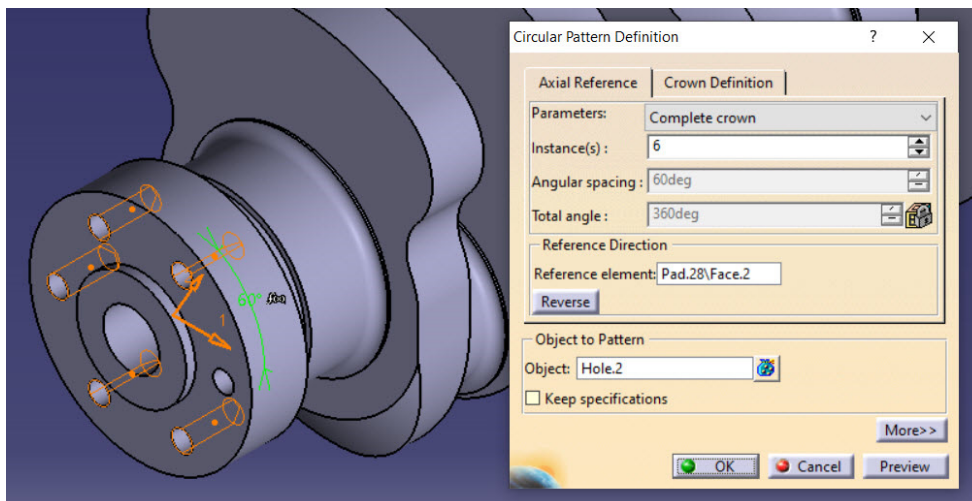 Circular Pattern Definition ? ×
Axial Reference Crown Definition
Parameters: Complete crown
Instance(s) : 6
Angular spacing : 60deg
Total angle : 360deg
Reference Direction
Reference element: Pad.28\Face.2
Reverse
Object to Pattern
Object: Hole.2
Keep specifications
More>>
OK Cancel Preview
60°
1